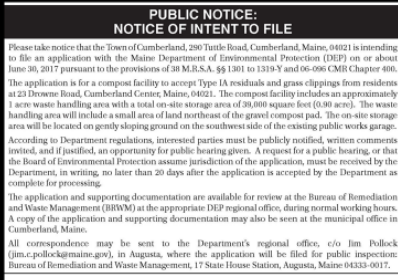 PUBLIC NOTICE:
NOTICE OF INTENT TO FILE
Please take notice that the Town of Cumberland, 290 Tuttle Road, Cumberland, Maine, 04021 is intending
to file an application with the Maine Department of Environmental Protection (DEP) on or about
June 30, 2017 pursuant to the provisions of 38 M.R.S.A. §§ 1301 to 1319-Y and 06-096 CMR Chapter 400.
The application is for a compost facility to accept Type IA residuals and grass clippings from residents
at 23 Drowne Road, Cumberland Center, Maine, 04021. The compost facility includes an approximately
1 acre waste handling area with a total on-site storage area of 39,000 square feet (0.90 acre). The waste
handling area will include a small area of land northeast of the gravel compost pad. The on-site storage
area will be located on gently sloping ground on the southwest side of the existing public works garage.
According to Department regulations, interested parties must be publicly notified, written comments
invited, and if justified, an opportunity for public hearing given. A request for a public hearing, or that
the Board of Environmental Protection assume jurisdiction of the application, must be received by the
Department, in writing, no later than 20 days after the application is accepted by the Department as
complete for processing.
The application and supporting documentation are available for review at the Bureau of Remediation
and Waste Management (BRWM) at the appropriate DEP regional office, during normal working hours.
A copy of the application and supporting documentation may also be seen at the municipal office in
Cumberland, Maine.
All correspondence may be sent to the Department's regional office, c/o Jim Pollock
(jim.c.pollock@maine.gov), in Augusta, where the application will be filed for public inspection:
Bureau of Remediation and Waste Management, 17 State House Station, Augusta, Maine 04333-0017.